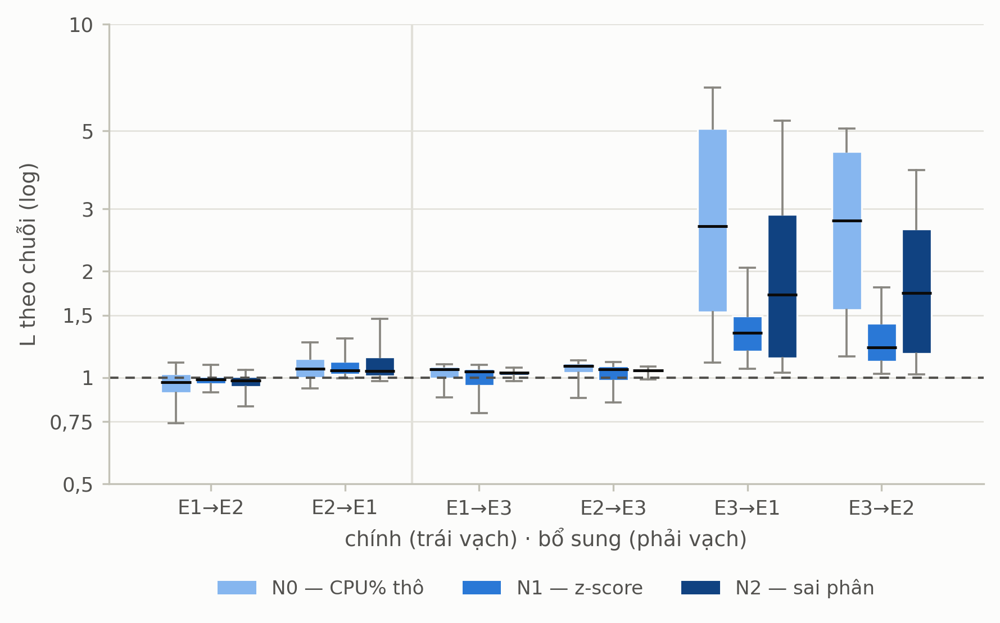 L theo chuỗi (log)
10
5
3
2
1,5
1
0,75
0,5
E1→E2 E2→E1 E1→E3 E2→E3 E3→E1 E3→E2
chính (trái vạch) · bổ sung (phải vạch)
N0 — CPU% thô N1 — z-score N2 — sai phân